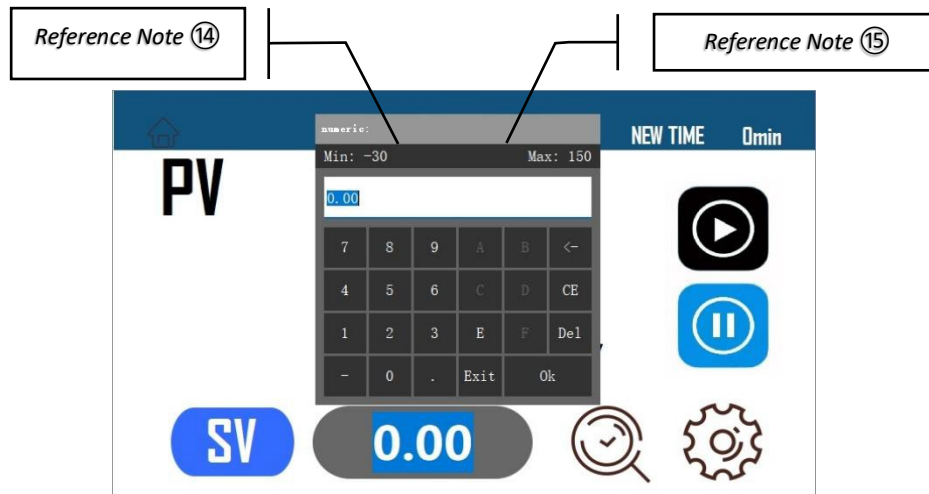 Reference Note ⑭
Reference Note ⑮
numeric:
NEW TIME 0min
Min: -30 Max: 150
PV
0.00
7 8 9 A B <-
4 5 6 C D CE
1 2 3 E F Del
- 0 . Exit Ok
SV 0.00